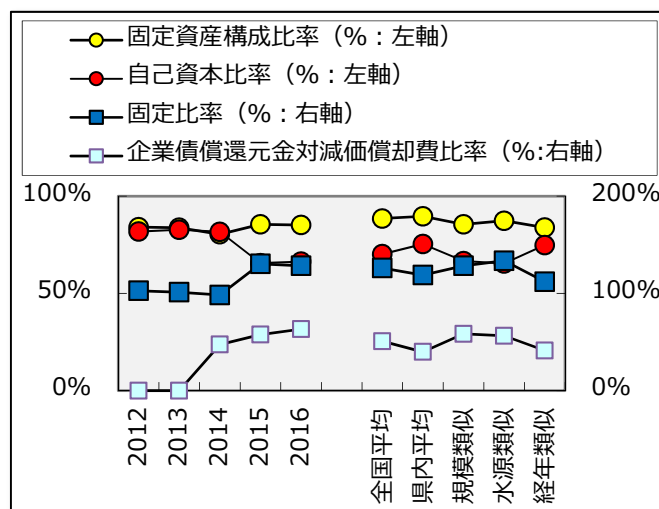 固定資産構成比率（%：左軸）
自己資本比率（%：左軸）
固定比率（%：右軸）
企業債償還元金対減価償却費比率（%:右軸）
100%
200%
50%
100%
0%
0%
2012
2013
2014
2015
2016
全国平均
県内平均
規模類似
水源類似
経年類似